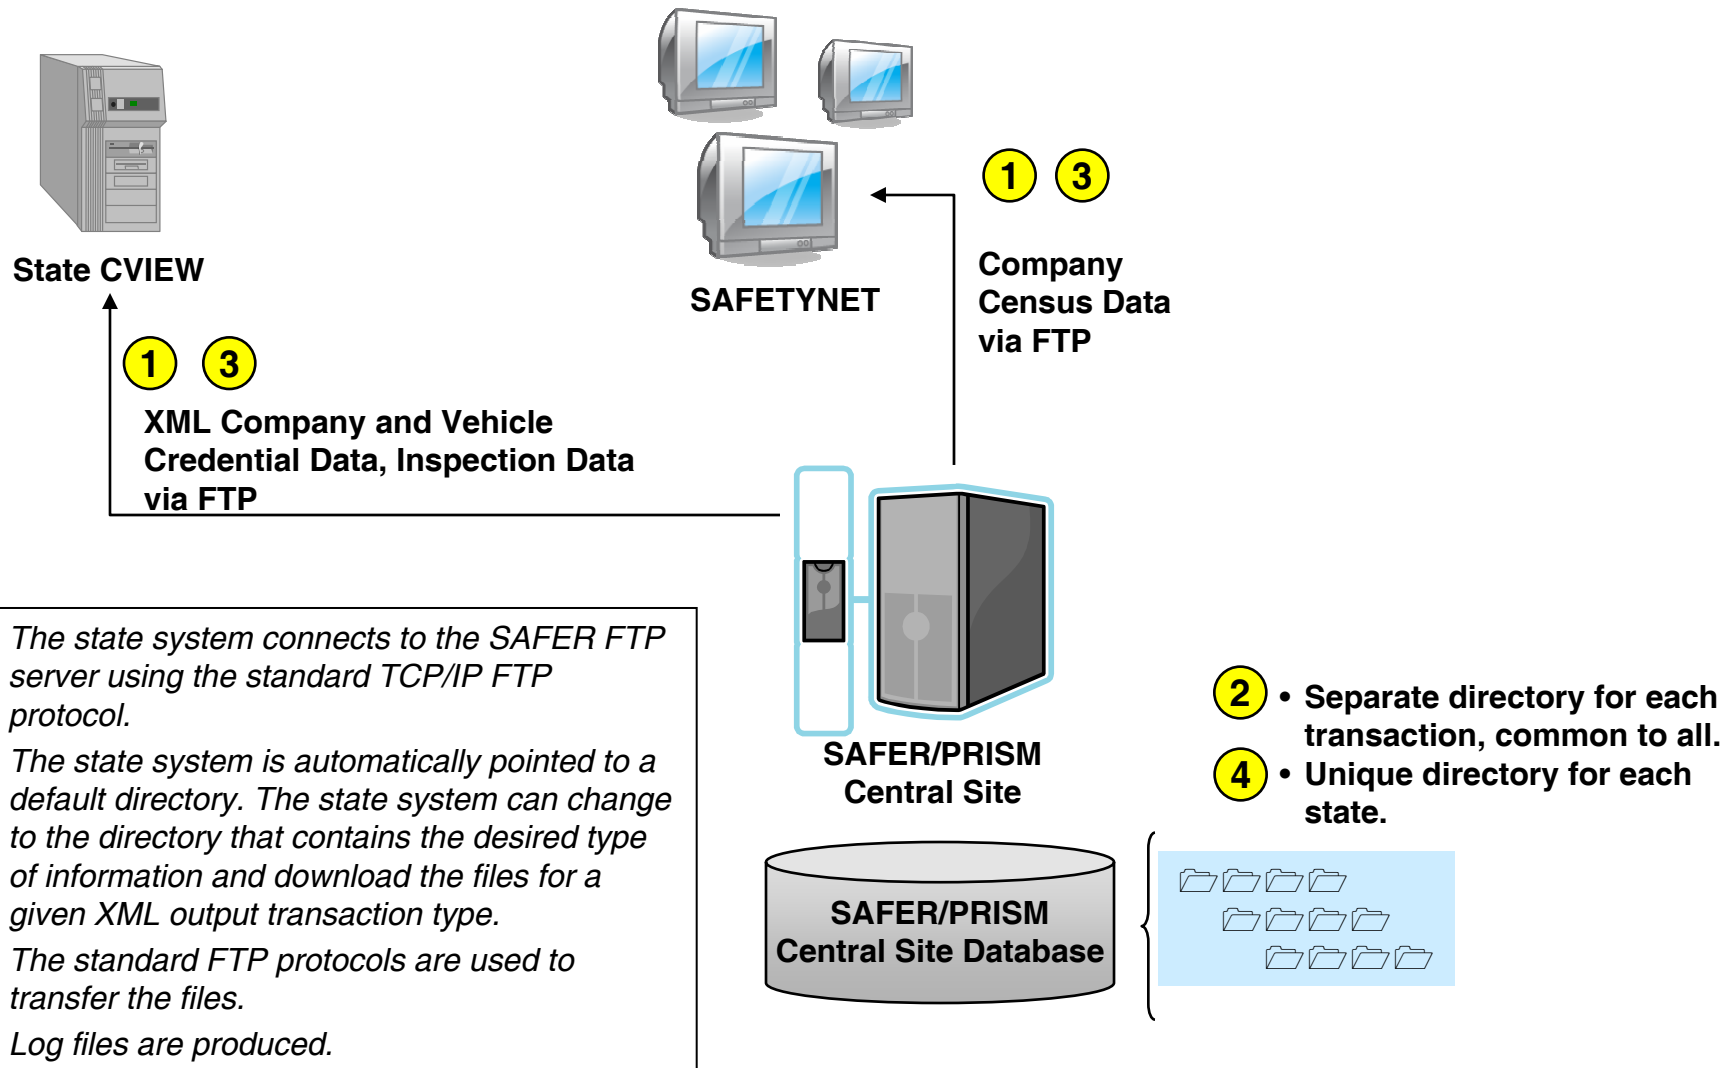 State CVIEW
SAFETYNET
1 3
Company
Census Data
via FTP
1 3
XML Company and Vehicle
Credential Data, Inspection Data
via FTP
The state system connects to the SAFER FTP
server using the standard TCP/IP FTP
protocol.
The state system is automatically pointed to a
default directory. The state system can change
to the directory that contains the desired type
of information and download the files for a
given XML output transaction type.
The standard FTP protocols are used to
transfer the files.
Log files are produced.
SAFER/PRISM
Central Site
2 • Separate directory for each
transaction, common to all.
4 • Unique directory for each
state.
SAFER/PRISM
Central Site Database